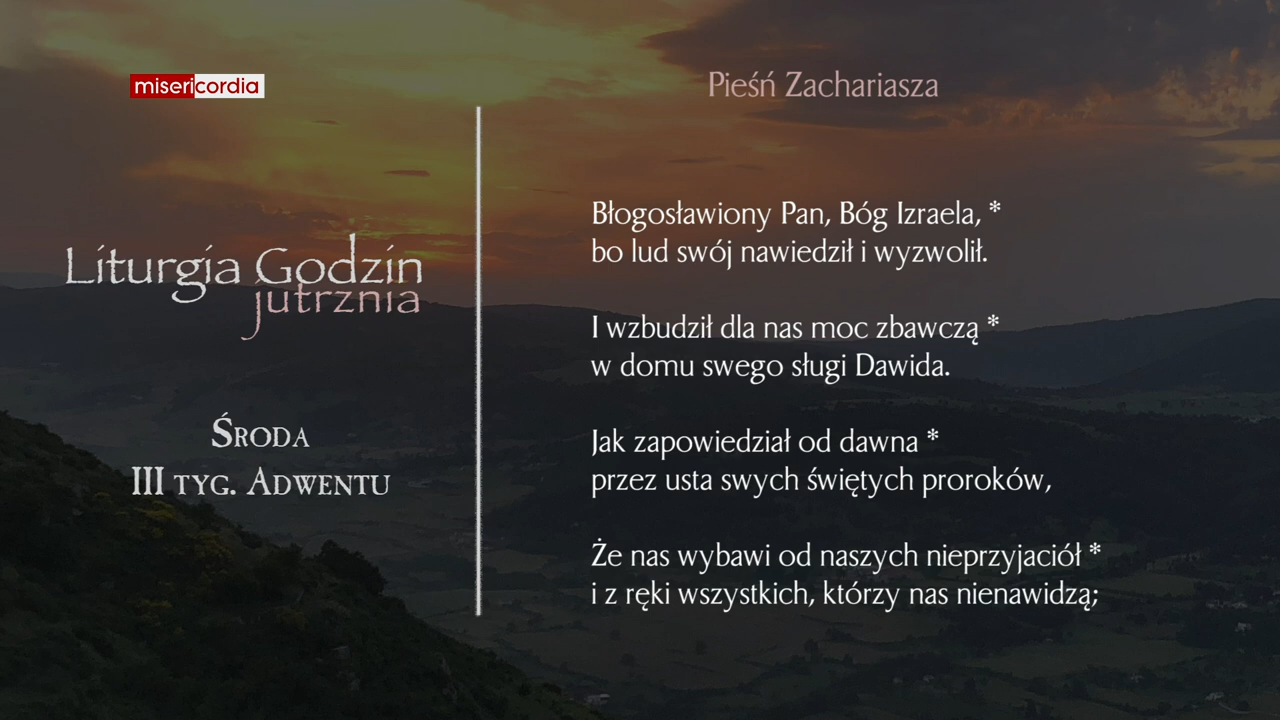 misericordia
Liturgia Godzin
jutrznia
Środa
III tyg. Adwentu
Pieśń Zachariasza
Błogosławiony Pan, Bóg Izraela, *
bo lud swój nawiedził i wyzwolił.
I wzbudził dla nas moc zbawczą *
w domu swego sługi Dawida.
Jak zapowiedział od dawna *
przez usta swych świętych proroków,
Że nas wybawi od naszych nieprzyjaciół *
i z ręki wszystkich, którzy nas nienawidzą;